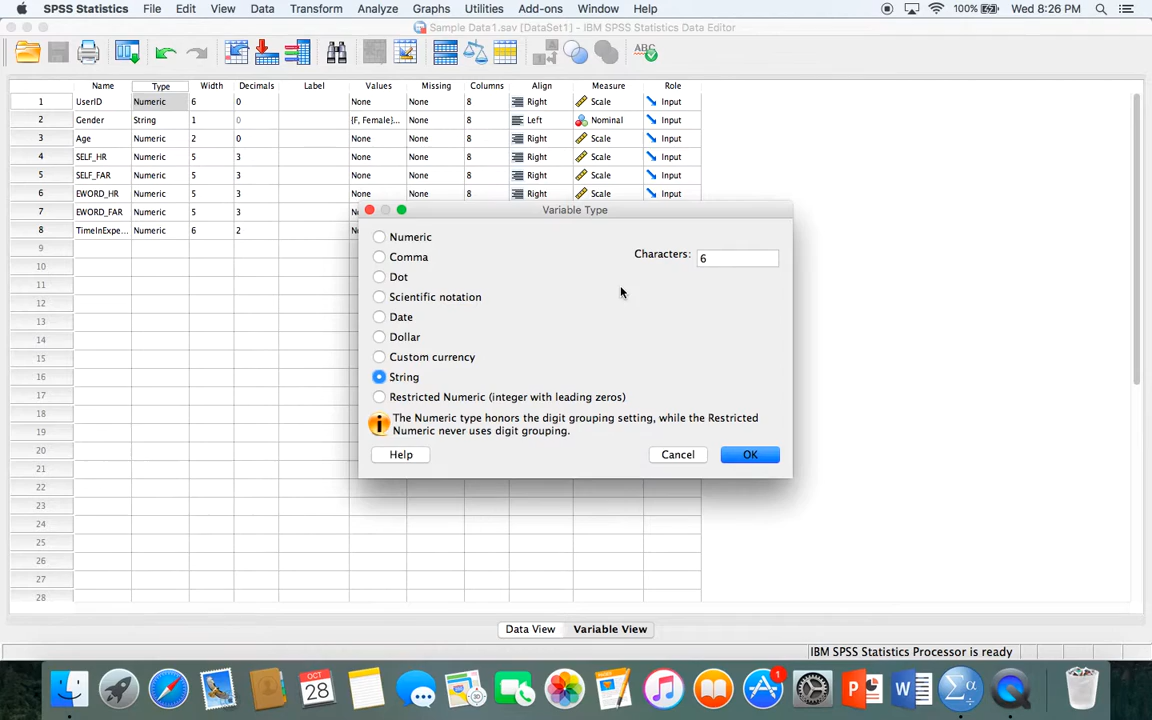 SPSS Statistics File Edit View Data Transform Analyze Graphs Utilities Add-ons Window Help 100% Wed 8:26 PM
Sample Data1.sav [DataSet1] - IBM SPSS Statistics Data Editor
Name Type Width Decimals Label Values Missing Columns Align Measure Role
1 UserID Numeric 6 0 None None 8 Right Scale Input
2 Gender String 1 0 {F, Female}... None 8 Left Nominal Input
3 Age Numeric 2 0 None None 8 Right Scale Input
4 SELF_HR Numeric 5 3 None None 8 Right Scale Input
5 SELF_FAR Numeric 5 3 None None 8 Right Scale Input
6 EWORD_HR Numeric 5 3 None None 8 Right Scale Input
7 EWORD_FAR Numeric 5 3
8 TimeInExpe... Numeric 6 2
9
10
11
12
13
14
15
16
17
18
19
20
21
22
23
24
25
26
27
28
Variable Type
Numeric
Comma
Dot
Scientific notation
Date
Dollar
Custom currency
String
Restricted Numeric (integer with leading zeros)
Characters: 6
The Numeric type honors the digit grouping setting, while the Restricted
Numeric never uses digit grouping.
Help Cancel OK
Data View Variable View
IBM SPSS Statistics Processor is ready
OCT
28
1